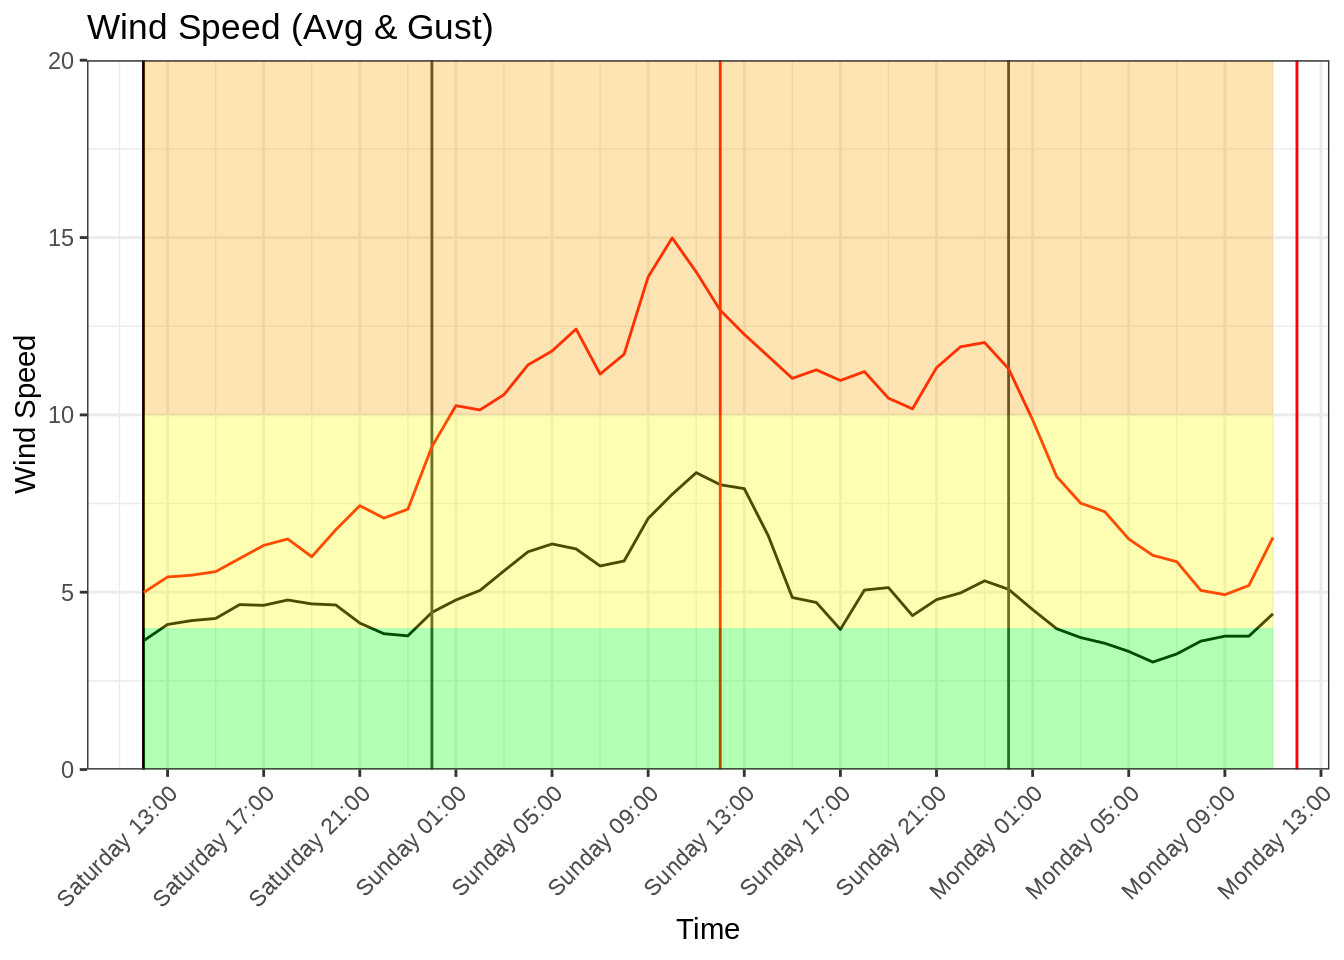 Wind Speed (Avg & Gust)
20
15
10
5
0
Wind Speed
Saturday 13:00
Saturday 17:00
Saturday 21:00
Sunday 01:00
Sunday 05:00
Sunday 09:00
Sunday 13:00
Sunday 17:00
Sunday 21:00
Monday 01:00
Monday 05:00
Monday 09:00
Monday 13:00
Time